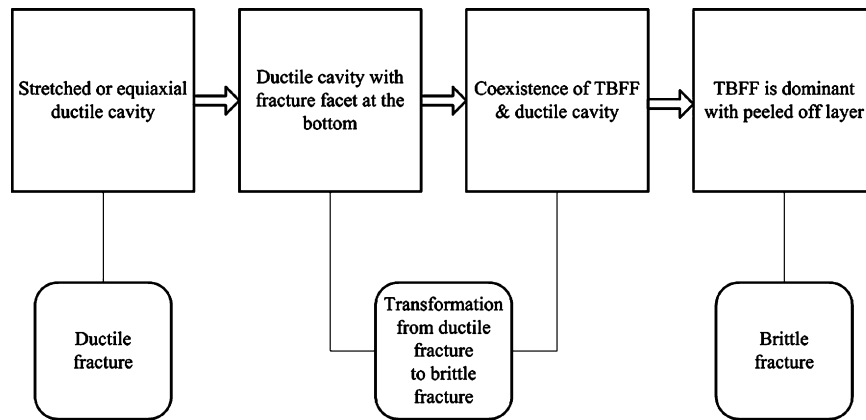 Stretched or equiaxial
ductile cavity
Ductile cavity with
fracture facet at the
bottom
Coexistence of TBFF
& ductile cavity
TBFF is dominant
with peeled off layer
Ductile
fracture
Transformation
from ductile
fracture
to brittle
fracture
Brittle
fracture